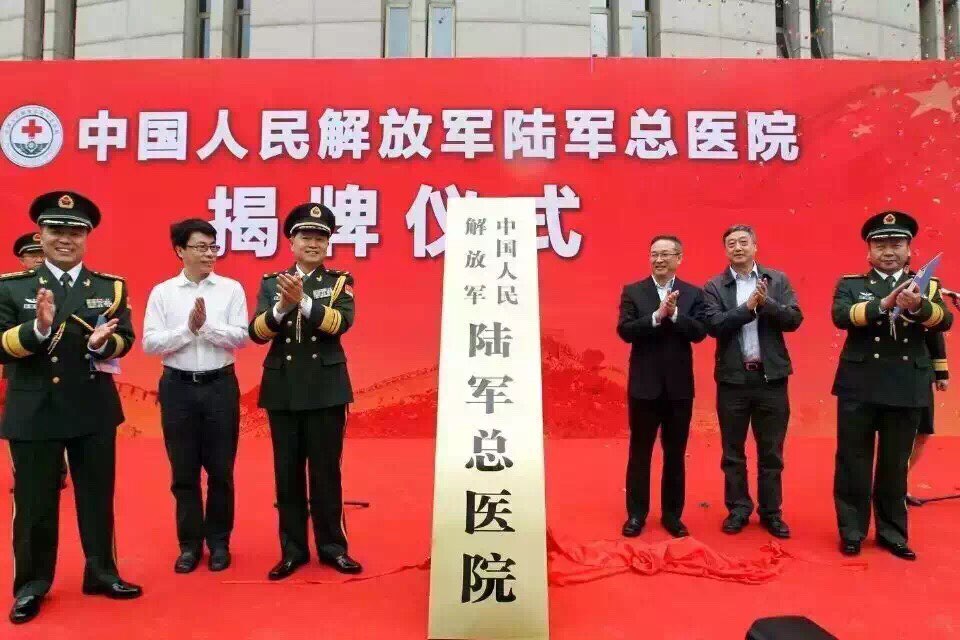 中国人民解放军陆军总医院
揭牌仪式
中国人民
解放军
陆军总医院